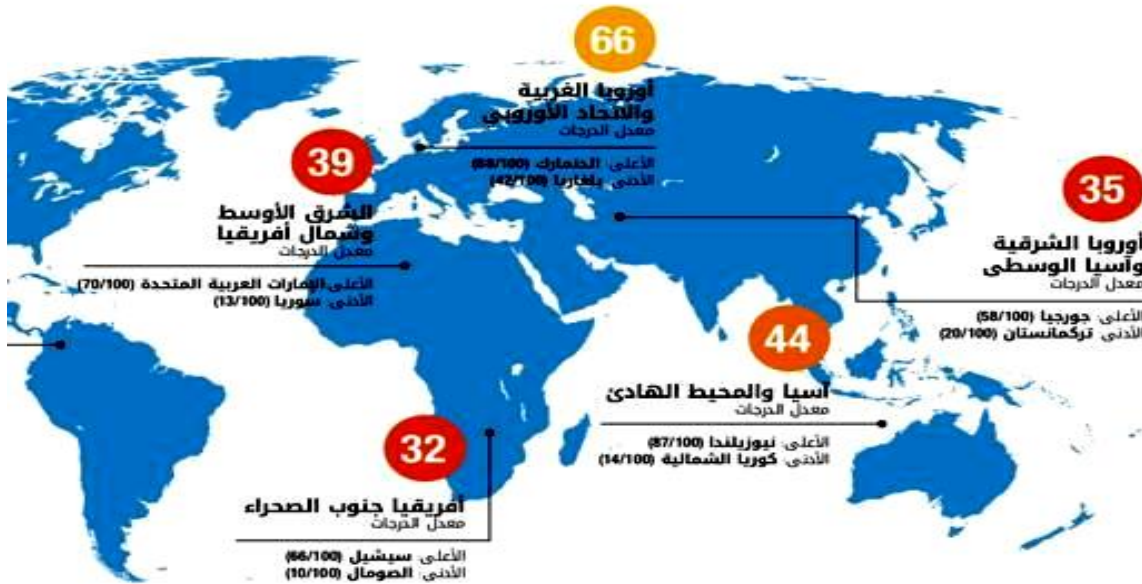 66
أوروبا الغربية
والاتحاد الأوروبي
معدل الدرجات
الأعلى: الدنمارك (88/100)
الأدنى: بلغاريا (42/100)
39
الشرق الأوسط
وشمال أفريقيا
معدل الدرجات
الأعلى: الإمارات العربية المتحدة (70/100)
الأدنى: سوريا (13/100)
35
أوروبا الشرقية
وآسيا الوسطى
معدل الدرجات
الأعلى: جورجيا (58/100)
الأدنى: تركمانستان (20/100)
44
آسيا والمحيط الهادئ
معدل الدرجات
الأعلى: نيوزيلندا (87/100)
الأدنى: كوريا الشمالية (14/100)
32
أفريقيا جنوب الصحراء
معدل الدرجات
الأعلى: سيشيل (66/100)
الأدنى: الصومال (10/100)